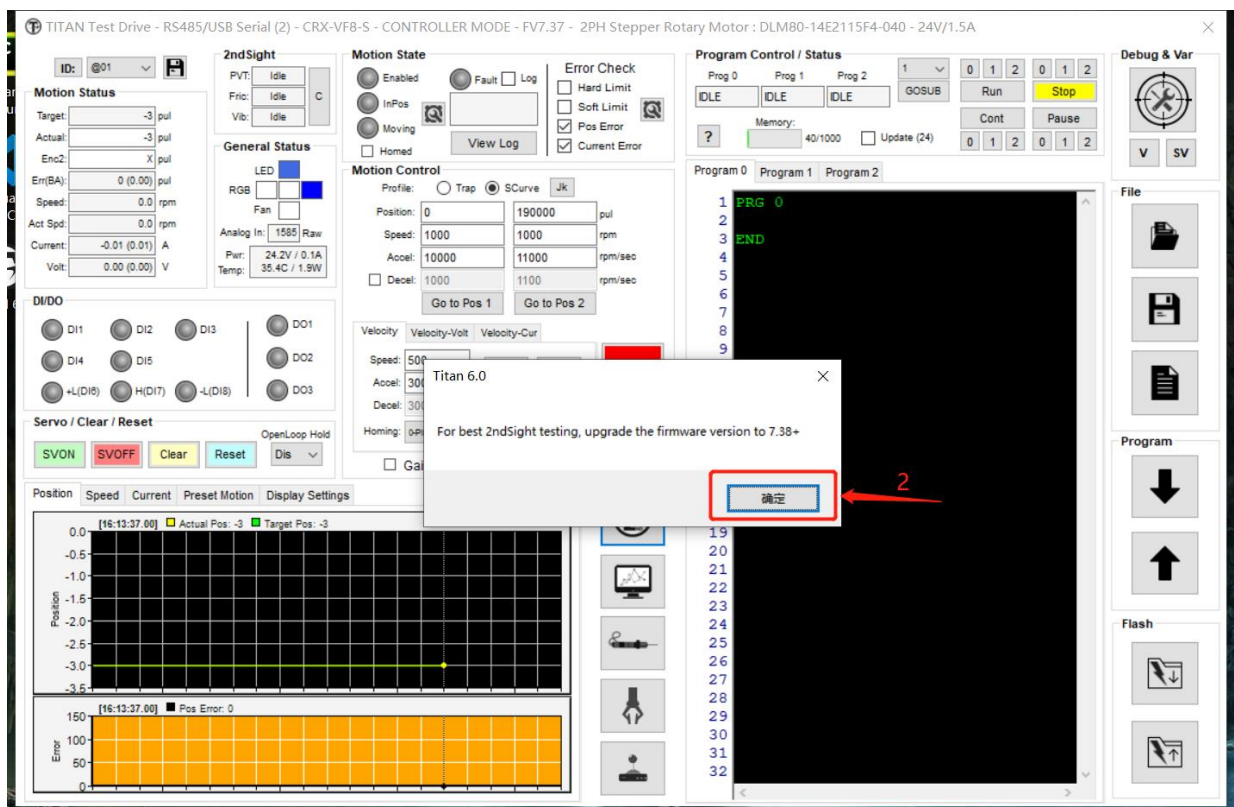 TITAN Test Drive - RS485/USB Serial (2) - CRX-VF8-S - CONTROLLER MODE - FV7.37 - 2PH Stepper Rotary Motor : DLM80-14E2115F4-040 - 24V/1.5A
ID: @01
Motion Status
Target: -3 pul
Actual: -3 pul
Enc2: X pul
Err(BA): 0 (0.00) pul
Speed: 0.0 rpm
Act Spd: 0.0 rpm
Current: -0.01 (0.01) A
Volt: 0.00 (0.00) V
2ndSight
PVT: Idle
Fric: Idle C
Vib: Idle
General Status
LED
RGB
Fan
Analog In: 1585 Raw
Pwr: 24.2V / 0.1A
Temp: 35.4C / 1.9W
Motion State
Enabled Fault Log
InPos
Moving
Homed View Log
Error Check
Hard Limit
Soft Limit
Pos Error
Current Error
Motion Control
Profile: Trap SCurve Jk
Position: 0 190000 pul
Speed: 1000 1000 rpm
Accel: 10000 11000 rpm/sec
Decel: 1000 1100 rpm/sec
Go to Pos 1 Go to Pos 2
Velocity Velocity-Volt Velocity-Cur
Speed: 500
Accel: 300
Decel: 300
Homing:
DI/DO
DI1 DI2 DI3 DO1
DI4 DI5 DO2
+L(DI6) H(DI7) -L(DI8) DO3
Servo / Clear / Reset
OpenLoop Hold
SVON SVOFF Clear Reset Dis
Position Speed Current Preset Motion Display Settings
[16:13:37.00] Actual Pos: -3 Target Pos: -3
0.0
-0.5
-1.0
-1.5
-2.0
-2.5
-3.0
-3.5
Position
[16:13:37.00] Pos Error: 0
150
100
50
0
Error
Titan 6.0
For best 2ndSight testing, upgrade the firmware version to 7.38+
确定
2
Program Control / Status
Prog 0 Prog 1 Prog 2 1 0 1 2 0 1 2
IDLE IDLE IDLE GOSUB Run Stop
Memory: Cont Pause
? 40/1000 Update (24) 0 1 2 0 1 2
Program 0 Program 1 Program 2
1 PRG 0
2
3 END
4
5
6
7
8
9
19
20
21
22
23
24
25
26
27
28
29
30
31
32
Debug & Var
V SV
File
Program
Flash